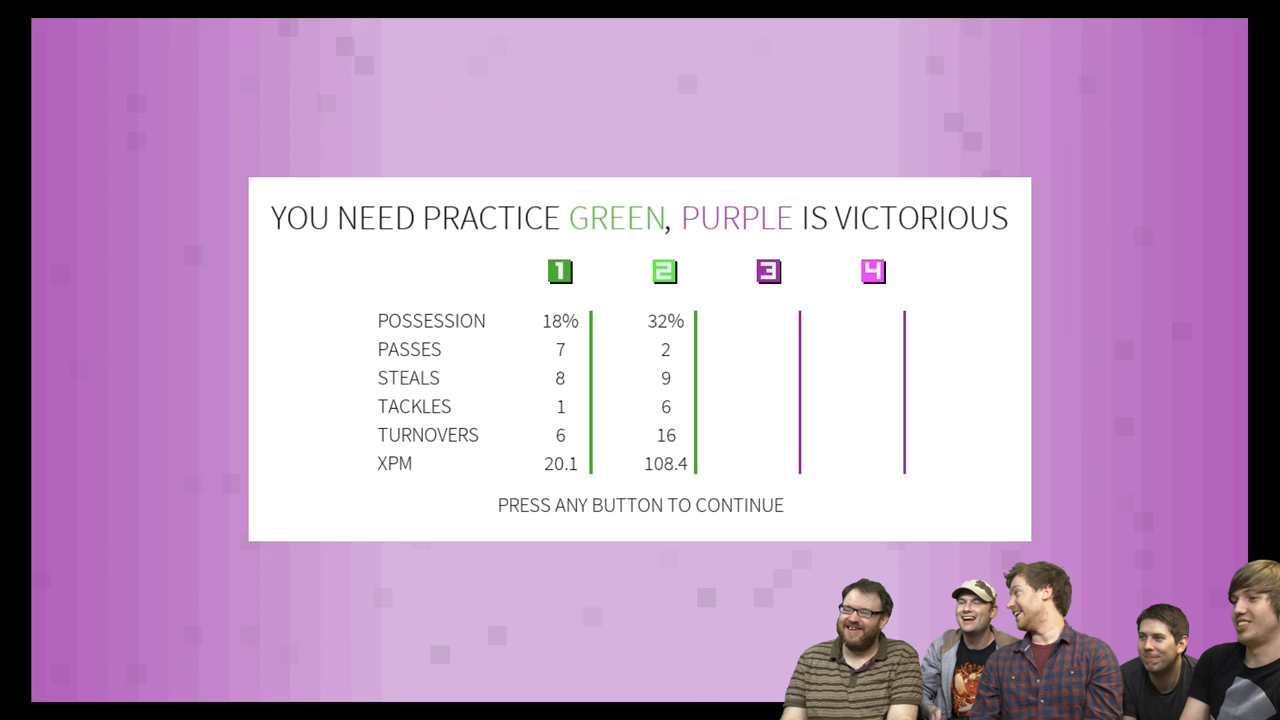 YOU NEED PRACTICE GREEN, PURPLE IS VICTORIOUS
1 2 3 4
POSSESSION 18% 32%
PASSES 7 2
STEALS 8 9
TACKLES 1 6
TURNOVERS 6 16
XPM 20.1 108.4
PRESS ANY BUTTON TO CONTINUE